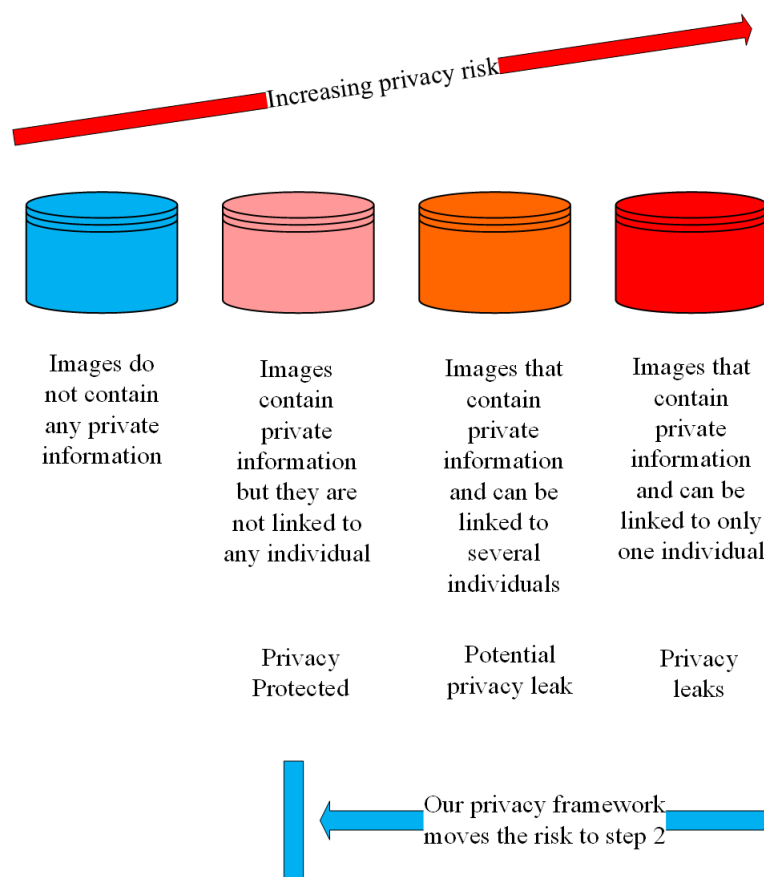 Increasing privacy risk
Images do
not contain
any private
information
Images
contain
private
information
but they are
not linked to
any individual
Images that
contain
private
information
and can be
linked to
several
individuals
Images that
contain
private
information
and can be
linked to only
one individual
Privacy
Protected
Potential
privacy leak
Privacy
leaks
Our privacy framework
moves the risk to step 2